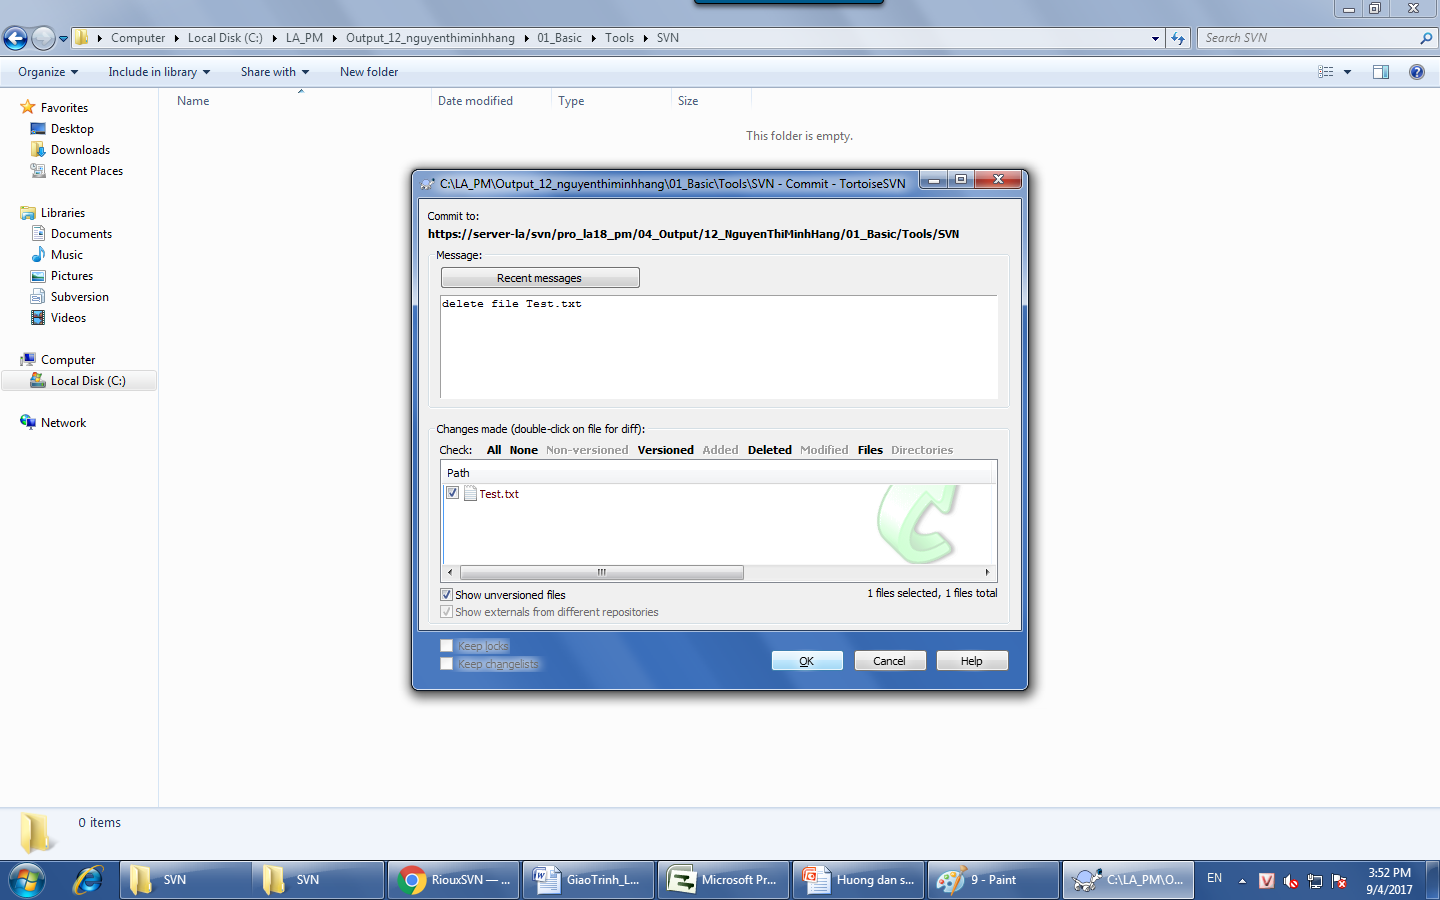 Computer Local Disk (C:) LA_PM Output_12_nguyenthiminhhang 01_Basic Tools SVN
Search SVN
Organize Include in library Share with New folder
Name Date modified Type Size
This folder is empty.
Favorites
Desktop
Downloads
Recent Places
Libraries
Documents
Music
Pictures
Subversion
Videos
Computer
Local Disk (C:)
Network
C:\LA_PM\Output_12_nguyenthiminhhang\01_Basic\Tools\SVN - Commit - TortoiseSVN
Commit to:
https://server-la/svn/pro_la18_pm/04_Output/12_NguyenThiMinhHang/01_Basic/Tools/SVN
Message:
Recent messages
delete file Test.txt
Changes made (double-click on file for diff):
Check: All None Non-versioned Versioned Added Deleted Modified Files Directories
Path
Test.txt
Show unversioned files
1 files selected, 1 files total
Show externals from different repositories
Keep locks
Keep changelists
OK Cancel Help
0 items
SVN SVN RiouxSVN — ... GiaoTrinh_L... Microsoft Pr... Huong dan s... 9 - Paint C:\LA_PM\O... EN
3:52 PM
9/4/2017